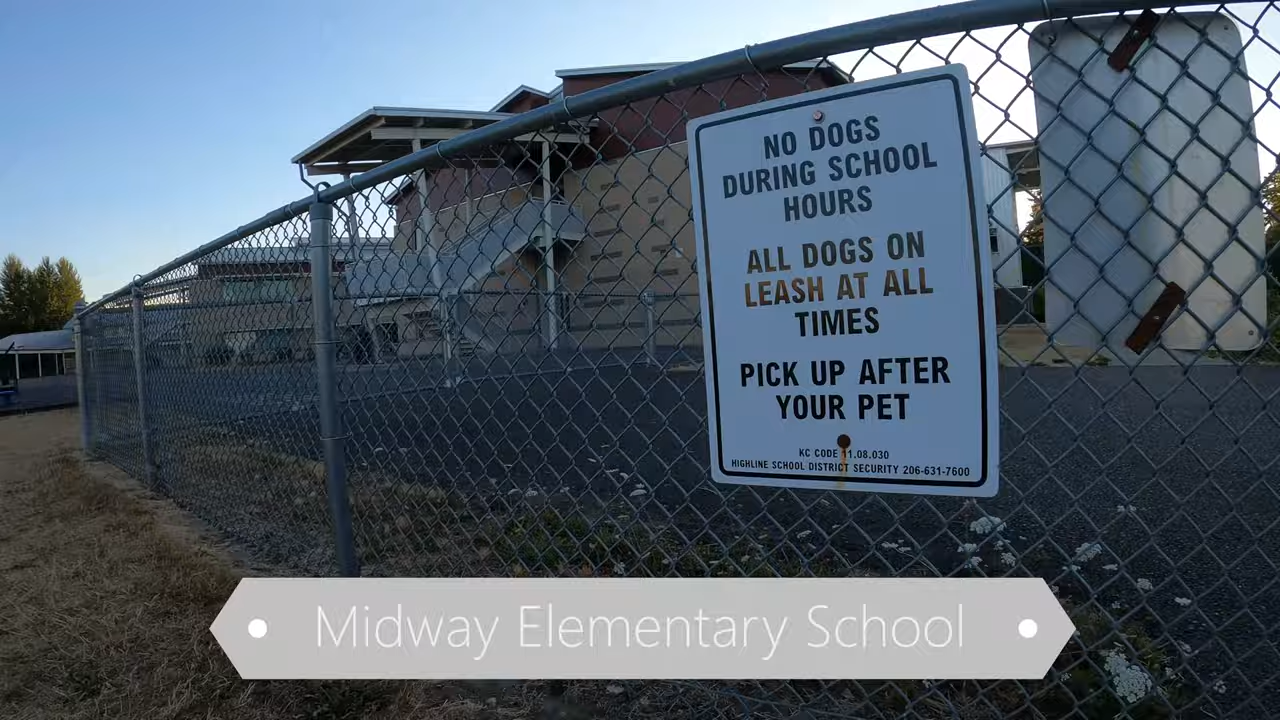 NO DOGS
DURING SCHOOL
HOURS
ALL DOGS ON
LEASH AT ALL
TIMES
PICK UP AFTER
YOUR PET
KC CODE 11.08.030
HIGHLINE SCHOOL DISTRICT SECURITY 206-631-7600
Midway Elementary School